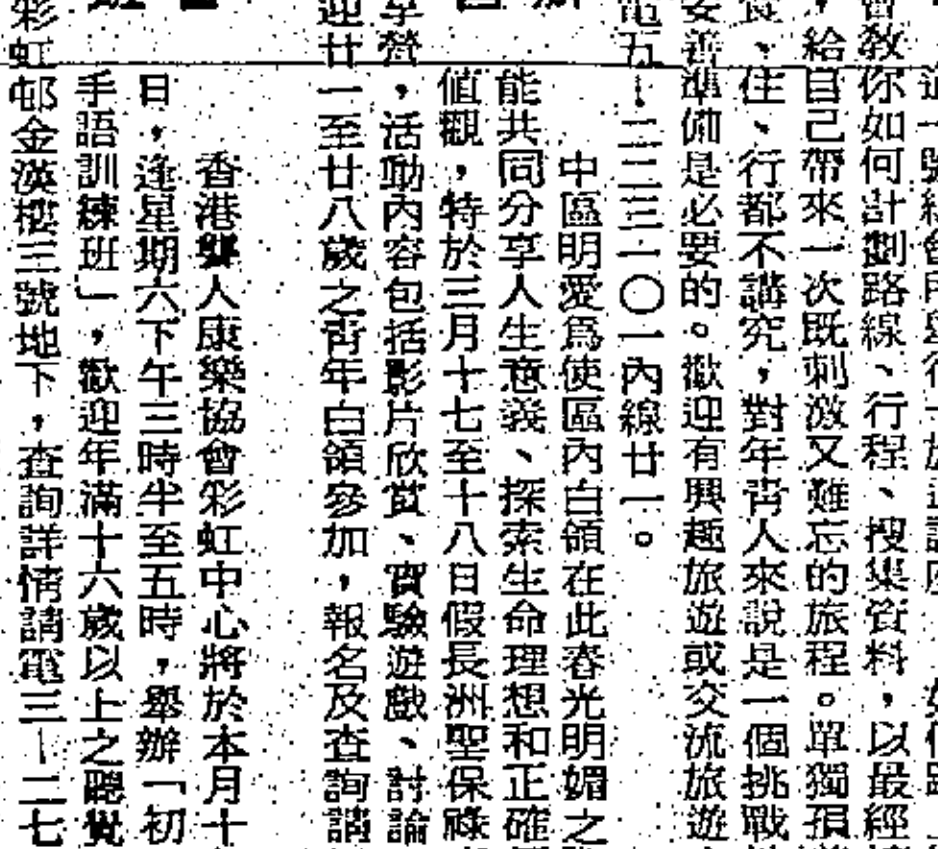 會教你如何計劃路線、行程、搜集資料,以最經
,給自己帶來一次既刺激又難忘的旅程。單獨
食、住、行都不講究,對年靑人來說是一個挑戰
妥善準備是必要的。歡迎有興趣旅遊或交流旅遊
電五—二二三一〇一內線廿一。
中區明愛爲使區內白領在此春光明媚之
能共同分享人生意義、探索生命理想和正確
値觀,特於三月十七至十八日假長洲聖保祿
享營,活動內容包括影片欣賞、實驗遊戲、討論
迎廿一至廿八歲之靑年白領參加,報名及查詢請
香港聾人康樂協會彩虹中心將於本月十
日,逢星期六下午三時半至五時,舉辦「初
手語訓練班」,歡迎年滿十六歲以上之聽覺
彩虹邨金漢樓三號地下,查詢詳情請電三—二七